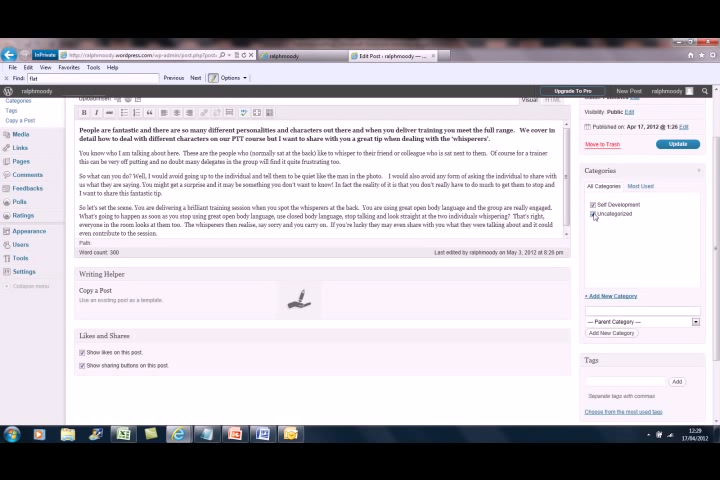 InPrivate
http://ralphmoody.wordpress.com/wp-admin/post.php?post=
ralphmoody
Edit Post ‹ ralphmoody — ...
File Edit View Favorites Tools Help
Find: flat Previous Next Options
ralphmoody Upgrade To Pro New Post ralphmoody
Categories
Tags
Copy a Post
Media
Links
Pages
Comments
Feedbacks
Polls
Ratings
Appearance
Users
Tools
Settings
Collapse menu
Upload/Insert
Visual HTML
People are fantastic and there are so many different personalities and characters out there and when you deliver training you meet the full range. We cover in
detail how to deal with different characters on our PTT course but I want to share with you a great tip when dealing with the 'whisperers'.
You know who I am talking about here. These are the people who (normally sat at the back) like to whisper to their friend or colleague who is sat next to them. Of course for a trainer
this can be very off putting and no doubt many delegates in the group will find it quite frustrating too.
So what can you do? Well, I would avoid going up to the individual and tell them to be quiet like the man in the photo. I would also avoid any form of asking the individual to share with
us what they are saying. You might get a surprise and it may be something you don't want to know! In fact the reality of it is that you don't really have to do much to get them to stop and
I want to share this fantastic tip.
So let's set the scene. You are delivering a brilliant training session when you spot the whisperers at the back. You are using great open body language and the group are really engaged.
What's going to happen as soon as you stop using great open body language, use closed body language, stop talking and look straight at the two individuals whispering? That's right,
everyone in the room looks at them too. The whisperers then realise, say sorry and you carry on. If you're lucky they may even share with you what they were talking about and it could
even contribute to the session.
Path:
Word count: 300 Last edited by ralphmoody on May 3, 2012 at 8:26 pm
Writing Helper
Copy a Post
Use an existing post as a template.
Likes and Shares
Show likes on this post.
Show sharing buttons on this post.
Visibility: Public Edit
Published on: Apr 17, 2012 @ 1:26 Edit
Move to Trash Update
Categories
All Categories Most Used
Self Development
Uncategorized
+ Add New Category
— Parent Category —
Add New Category
Tags
Add
Separate tags with commas
Choose from the most used tags
12:29
17/04/2012